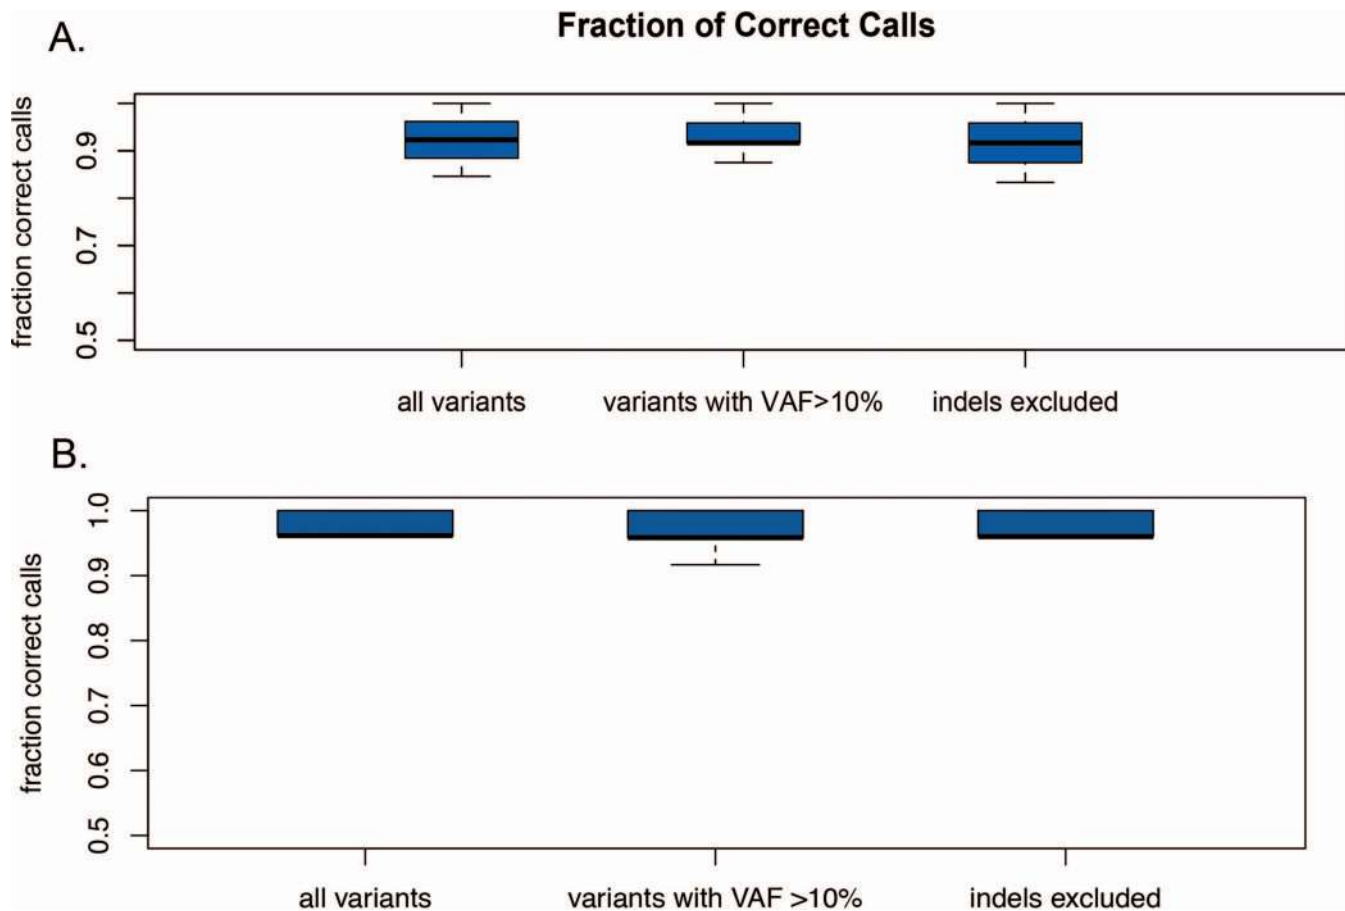 Fraction of Correct Calls
A.
fraction correct calls
0.9
0.7
0.5
all variants variants with VAF>10% indels excluded
B.
fraction correct calls
1.0
0.9
0.8
0.7
0.6
0.5
all variants variants with VAF >10% indels excluded